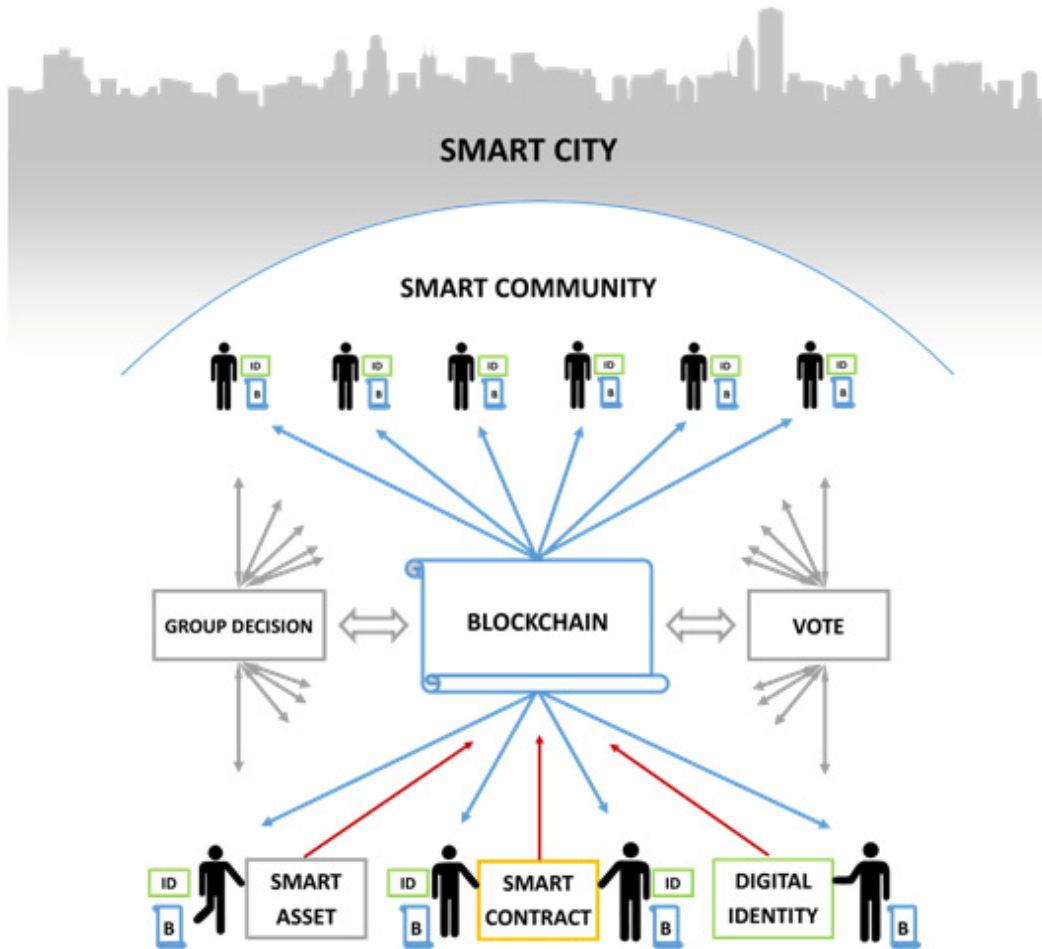 SMART CITY
SMART COMMUNITY
ID ID ID ID ID ID
B B B B B B
GROUP DECISION
BLOCKCHAIN
VOTE
ID
B
SMART
ASSET
ID
B
SMART
CONTRACT
ID
B
DIGITAL
IDENTITY
B